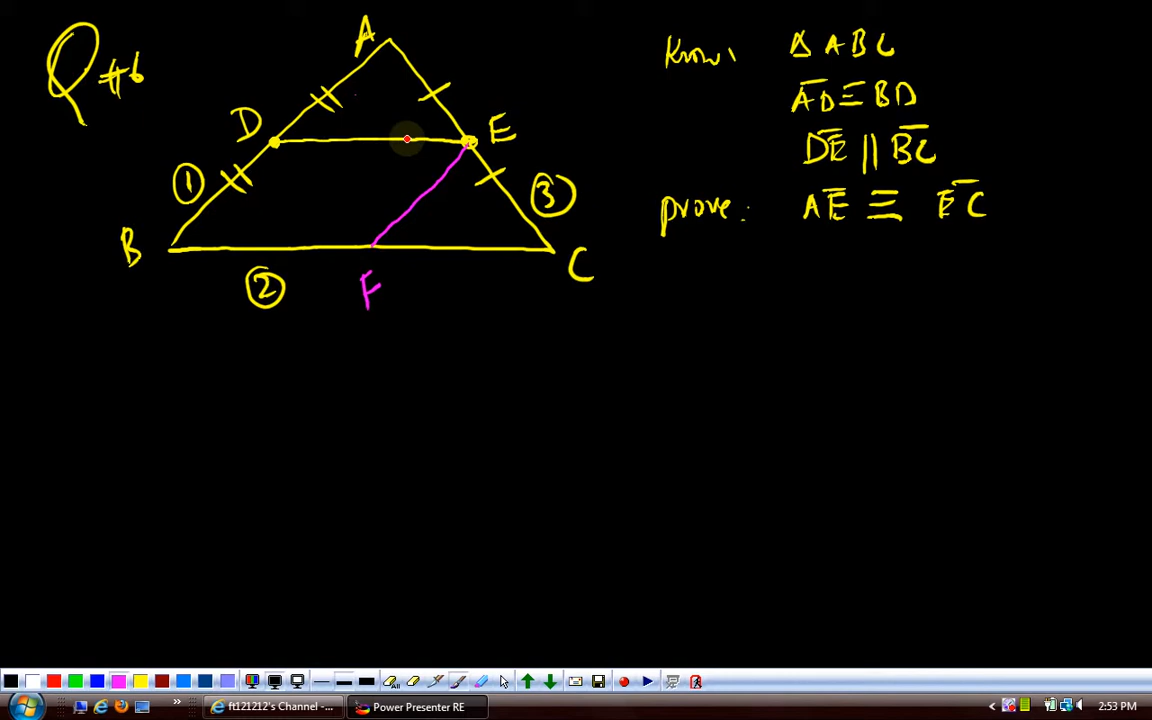 Q #6
A
D
E
①
③
B
C
②
F
Know:
Δ ABC
AD ≡ BD
DE || BC
prove:
AE ≡ EC
ft121212's Channel -...
Power Presenter RE
2:53 PM